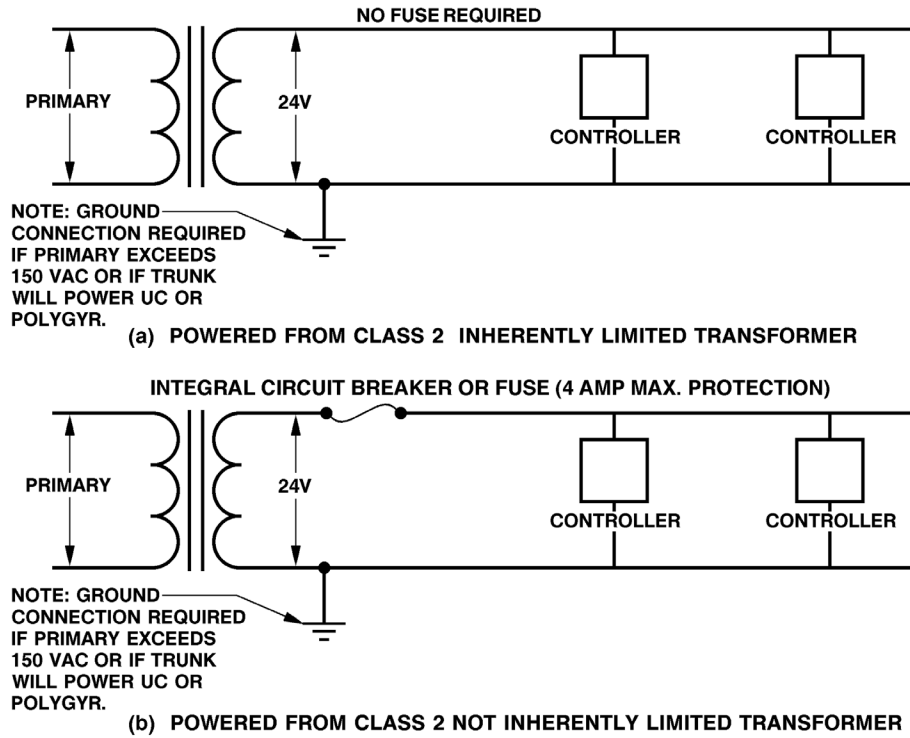 NO FUSE REQUIRED
PRIMARY
24V
CONTROLLER
CONTROLLER
NOTE: GROUND
CONNECTION REQUIRED
IF PRIMARY EXCEEDS
150 VAC OR IF TRUNK
WILL POWER UC OR
POLYGYR.
(a) POWERED FROM CLASS 2 INHERENTLY LIMITED TRANSFORMER
INTEGRAL CIRCUIT BREAKER OR FUSE (4 AMP MAX. PROTECTION)
PRIMARY
24V
CONTROLLER
CONTROLLER
NOTE: GROUND
CONNECTION REQUIRED
IF PRIMARY EXCEEDS
150 VAC OR IF TRUNK
WILL POWER UC OR
POLYGYR.
(b) POWERED FROM CLASS 2 NOT INHERENTLY LIMITED TRANSFORMER